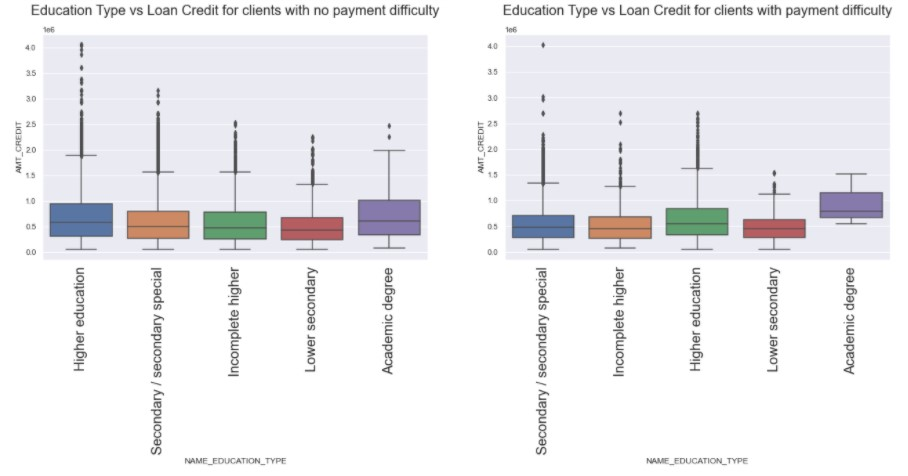 Education Type vs Loan Credit for clients with no payment difficulty
1e6
4.0
3.5
3.0
2.5
2.0
1.5
1.0
0.5
0.0
AMT_CREDIT
Higher education
Secondary / secondary special
Incomplete higher
Lower secondary
Academic degree
NAME_EDUCATION_TYPE
Education Type vs Loan Credit for clients with payment difficulty
1e6
4.0
3.5
3.0
2.5
2.0
1.5
1.0
0.5
0.0
AMT_CREDIT
Secondary / secondary special
Incomplete higher
Higher education
Lower secondary
Academic degree
NAME_EDUCATION_TYPE